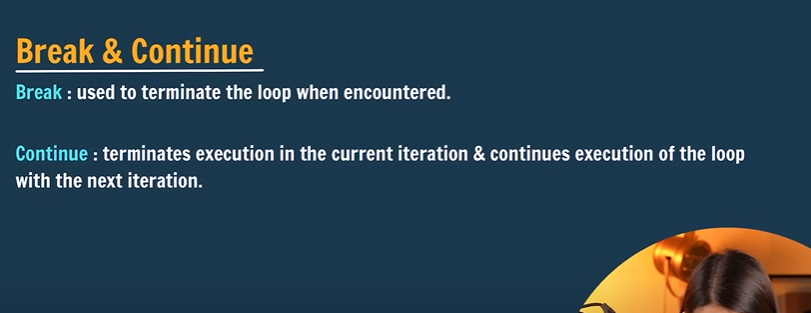 Break & Continue
Break : used to terminate the loop when encountered.
Continue : terminates execution in the current iteration & continues execution of the loop
with the next iteration.